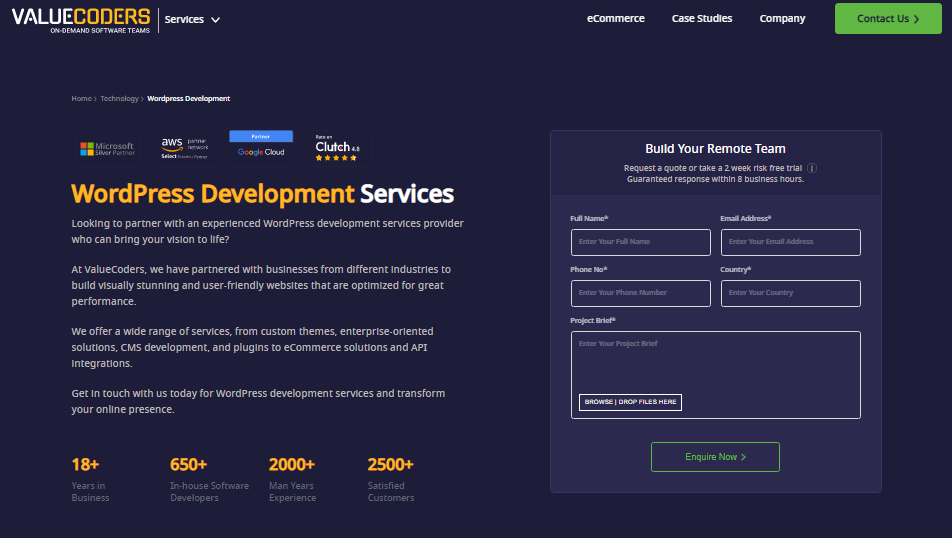 VALUECODERS
ON-DEMAND SOFTWARE TEAMS
Services
eCommerce
Case Studies
Company
Contact Us
Home
Technology
Wordpress Development
Microsoft
Silver Partner
aws
partner
network
Select
Partner
Google Cloud
Rate on
Clutch 4.8
WordPress Development Services
Looking to partner with an experienced WordPress development services provider
who can bring your vision to life?
At ValueCoders, we have partnered with businesses from different industries to
build visually stunning and user-friendly websites that are optimized for great
performance.
We offer a wide range of services, from custom themes, enterprise-oriented
solutions, CMS development, and plugins to eCommerce solutions and API
integrations.
Get in touch with us today for WordPress development services and transform
your online presence.
18+
Years in
Business
650+
In-house Software
Developers
2000+
Man Years
Experience
2500+
Satisfied
Customers
Build Your Remote Team
Request a quote or take a 2 week risk free trial i
Guaranteed response within 8 business hours.
Full Name*
Email Address*
Enter Your Full Name
Enter Your Email Address
Phone No*
Country*
Enter Your Phone Number
Enter Your Country
Project Brief*
Enter Your Project Brief
BROWSE | DROP FILES HERE
Enquire Now